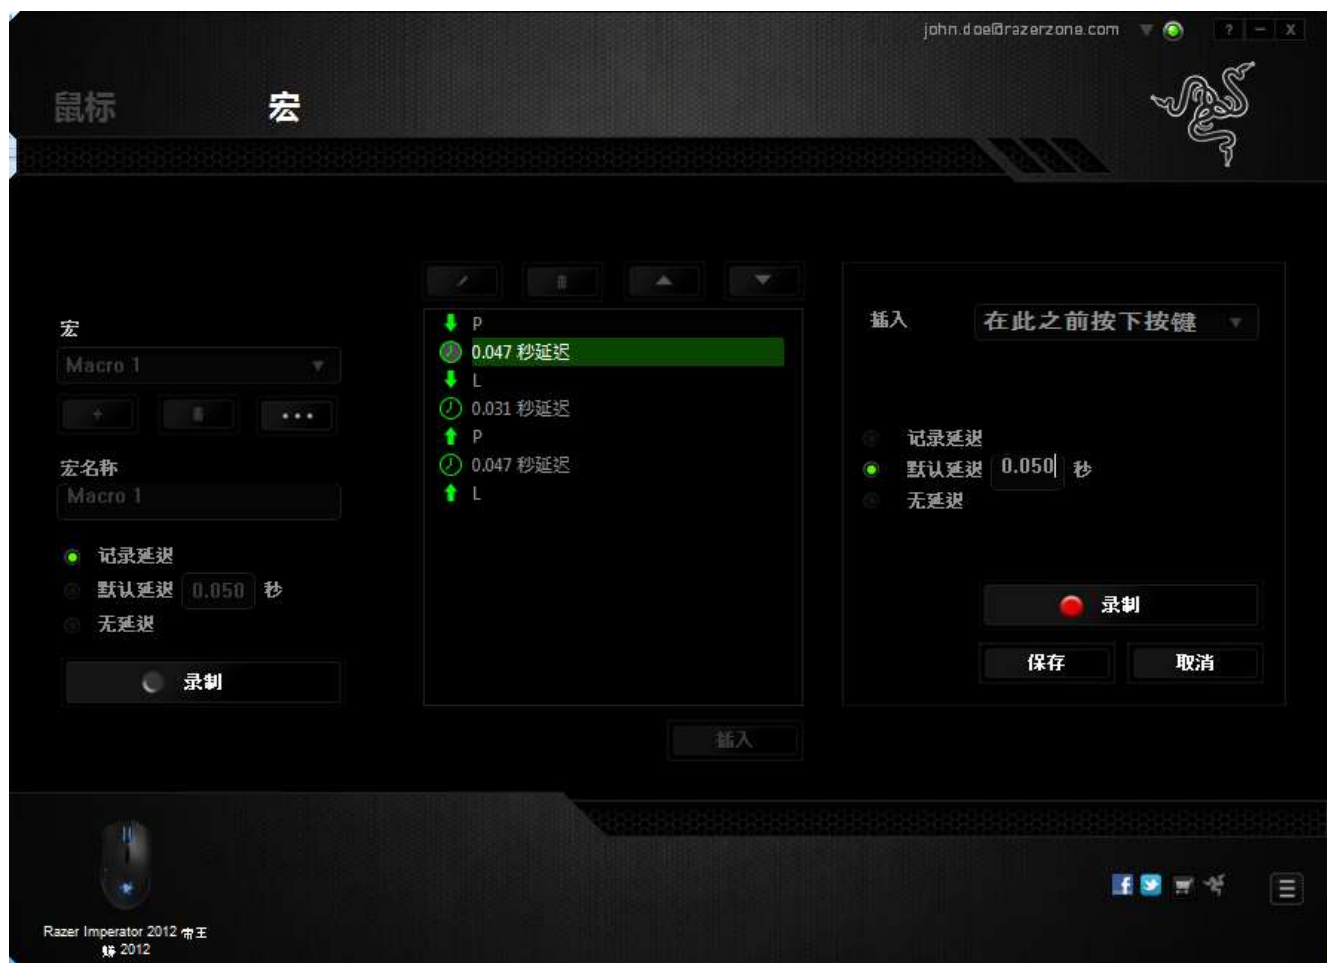 john.doe@razerzone.com
? – X
鼠标 宏
宏
Macro 1
宏名称
Macro 1
记录延迟
默认延迟 0.050 秒
无延迟
录制
P
0.047 秒延迟
L
0.031 秒延迟
P
0.047 秒延迟
L
插入
插入 在此之前按下按键
记录延迟
默认延迟 0.050 秒
无延迟
录制
保存 取消
Razer Imperator 2012 帝王
蟒 2012